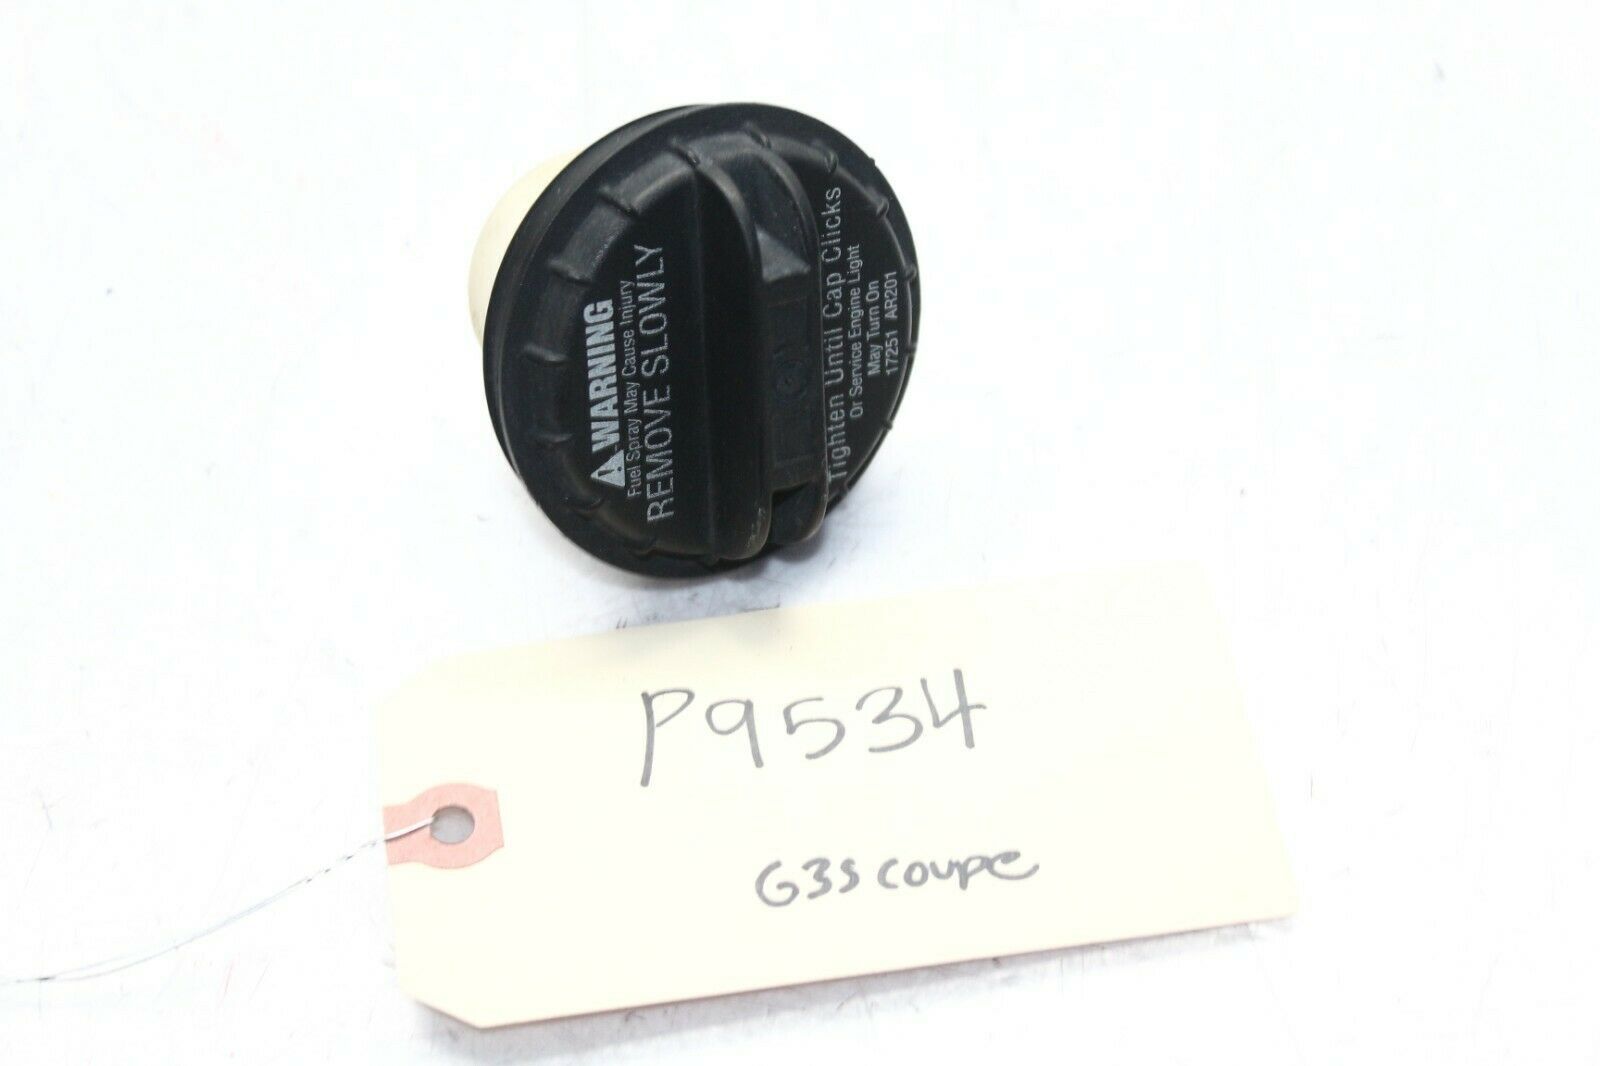 WARNING
Fuel Spray May Cause Injury
REMOVE SLOWLY
Tighten Until Cap Clicks
Or Service Engine Light
May Turn On
17251 AR201
P9534
G35 coupe